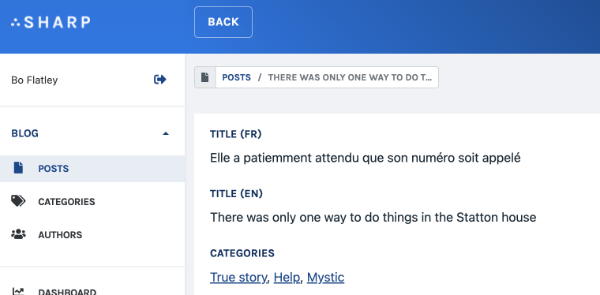 SHARP
BACK
Bo Flatley
POSTS / THERE WAS ONLY ONE WAY TO DO T...
BLOG
POSTS
CATEGORIES
AUTHORS
DASHBOARD
TITLE (FR)
Elle a patiemment attendu que son numéro soit appelé
TITLE (EN)
There was only one way to do things in the Statton house
CATEGORIES
True story, Help, Mystic